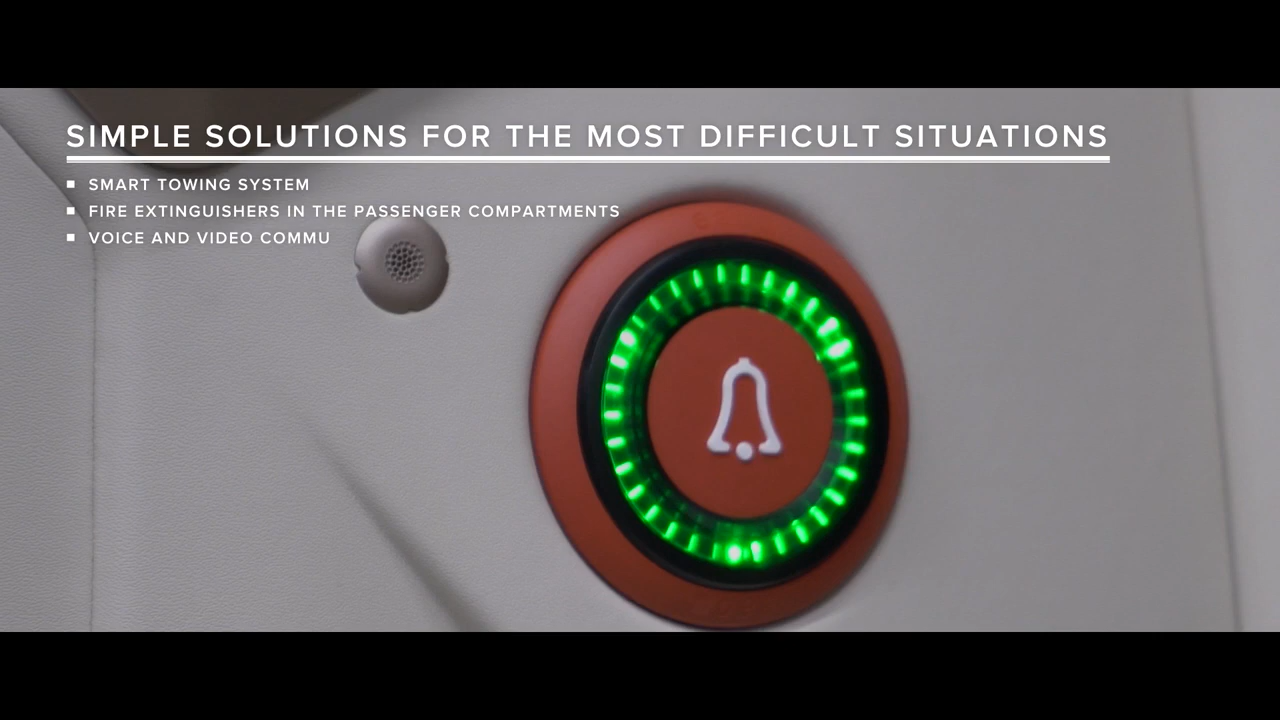 SIMPLE SOLUTIONS FOR THE MOST DIFFICULT SITUATIONS
SMART TOWING SYSTEM
FIRE EXTINGUISHERS IN THE PASSENGER COMPARTMENTS
VOICE AND VIDEO COMMU